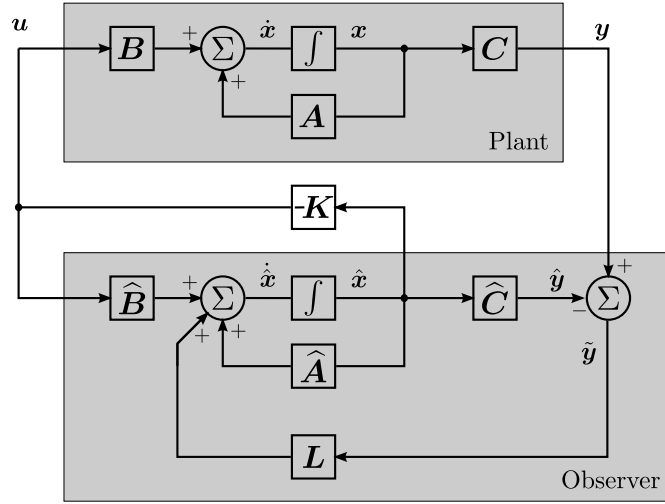 u
B
+
Σ
+
ẋ
∫
x
C
y
A
Plant
-K
B̂
+
Σ
+
+
x̂̇
∫
x̂
Ĉ
ŷ
+
−
Σ
Â
ỹ
L
Observer